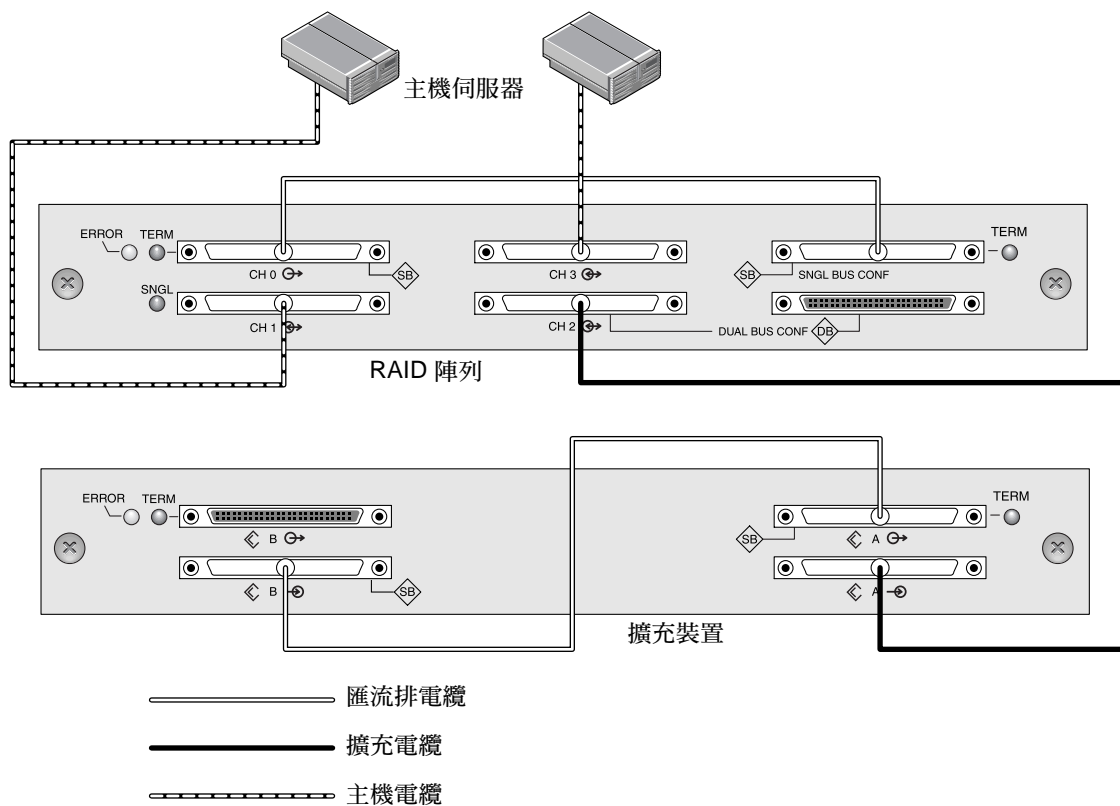 主機伺服器
ERROR TERM
TERM
CH 0
SB
CH 3
SB
SNGL BUS CONF
SNGL
CH 1
CH 2
DUAL BUS CONF
DB
RAID 陣列
ERROR TERM
TERM
B
SB
A
B
SB
A
擴充裝置
匯流排電纜
擴充電纜
主機電纜